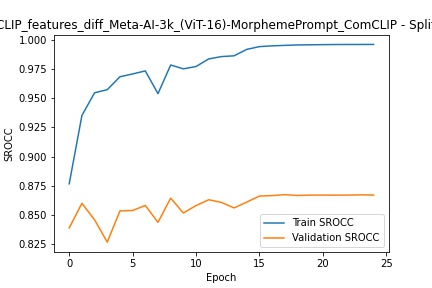 CLIP_features_diff_Meta-AI-3k_(ViT-16)-MorphemePrompt_ComCLIP - Split
1.000
0.975
0.950
0.925
0.900
0.875
0.850
0.825
SROCC
Train SROCC
Validation SROCC
0 5 10 15 20 25
Epoch